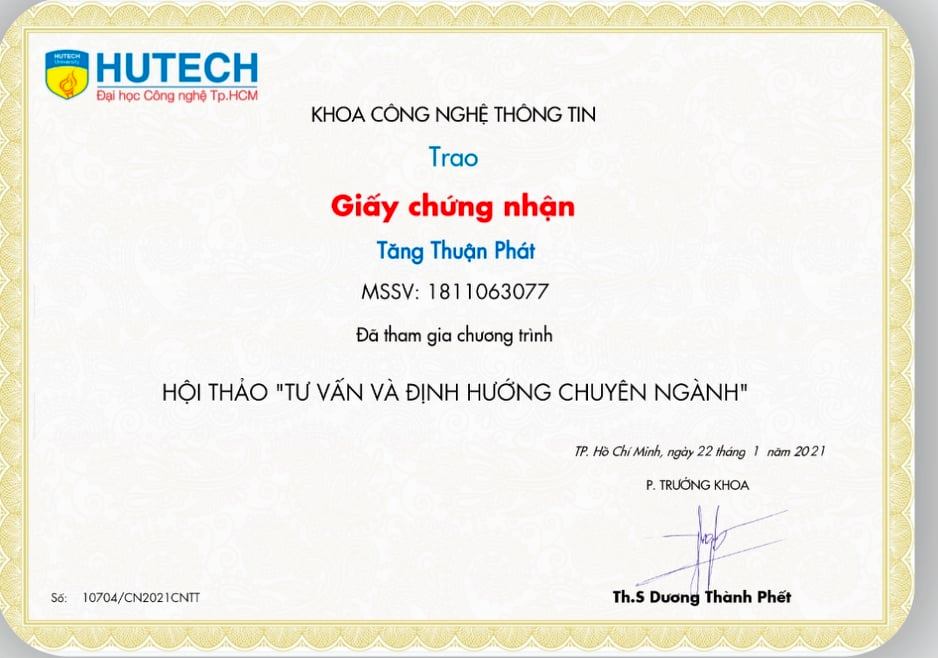 HUTECH
University
HUTECH
Đại học Công nghệ Tp.HCM
KHOA CÔNG NGHỆ THÔNG TIN
Trao
Giấy chứng nhận
Tăng Thuận Phát
MSSV: 1811063077
Đã tham gia chương trình
HỘI THẢO "TƯ VẤN VÀ ĐỊNH HƯỚNG CHUYÊN NGÀNH"
TP. Hồ Chí Minh, ngày 22 tháng 1 năm 2021
P. TRƯỞNG KHOA
Th.S Dương Thành Phết
Số: 10704/CN2021CNTT